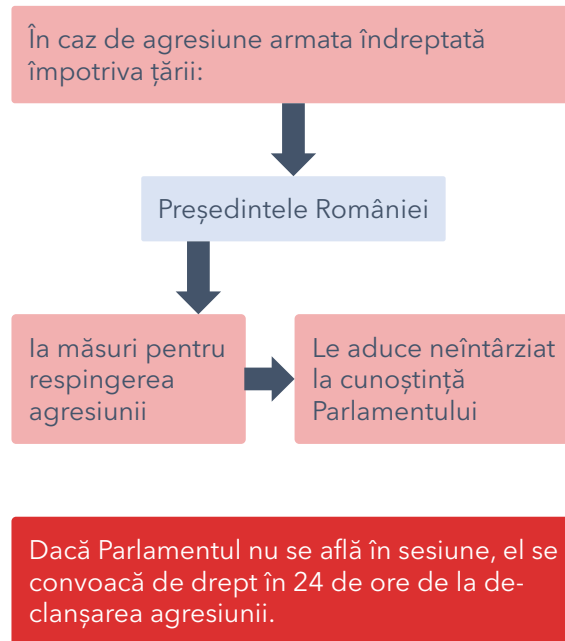 În caz de agresiune armata îndreptată
împotriva țării:
Președintele României
Ia măsuri pentru
respingerea
agresiunii
Le aduce neîntârziat
la cunoștință
Parlamentului
Dacă Parlamentul nu se află în sesiune, el se
convoacă de drept în 24 de ore de la de-
clanșarea agresiunii.